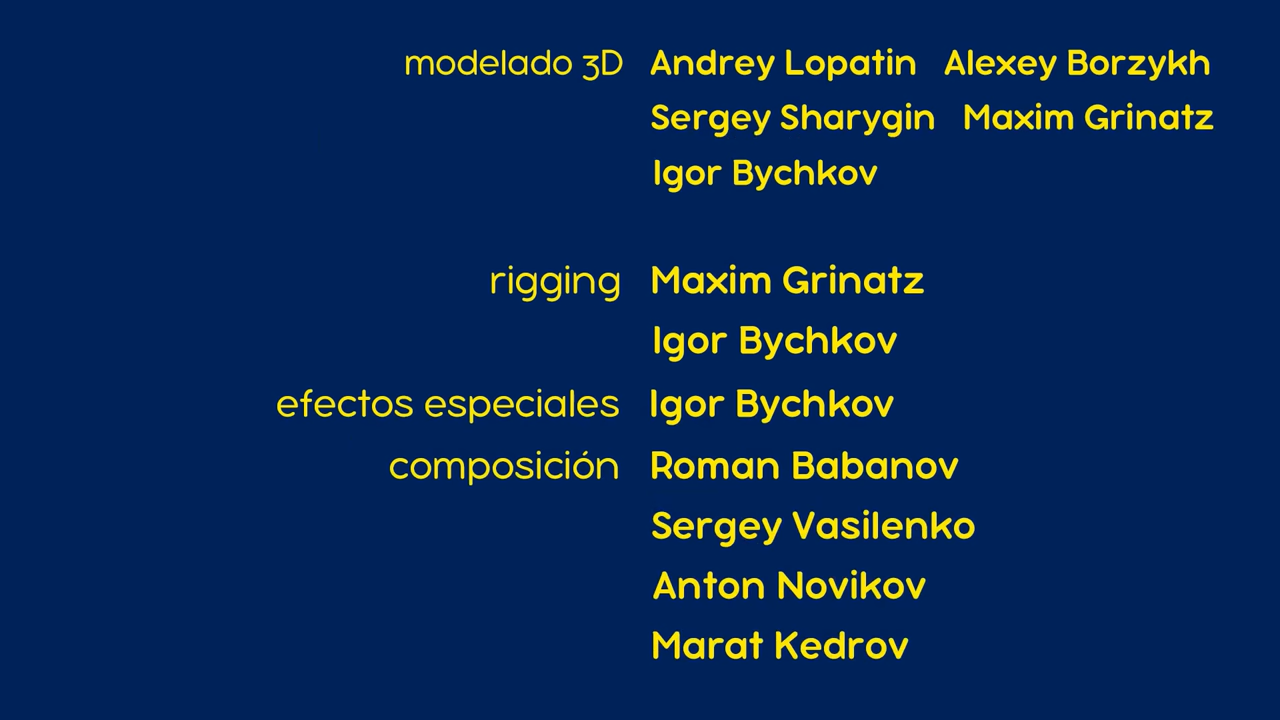 modelado 3D Andrey Lopatin Alexey Borzykh
Sergey Sharygin Maxim Grinatz
Igor Bychkov
rigging Maxim Grinatz
Igor Bychkov
efectos especiales Igor Bychkov
composición Roman Babanov
Sergey Vasilenko
Anton Novikov
Marat Kedrov